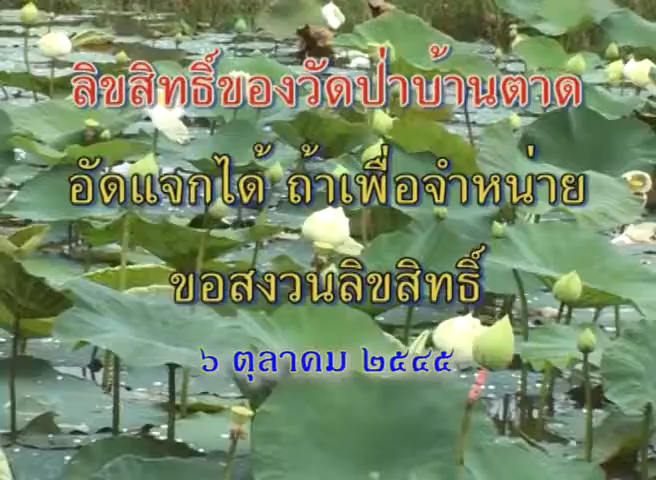 ลิขสิทธิ์ของวัดป่าบ้านตาด
อัดแจกได้ ถ้าเพื่อจำหน่าย
ขอสงวนลิขสิทธิ์
๖ ตุลาคม ๒๕๔๕